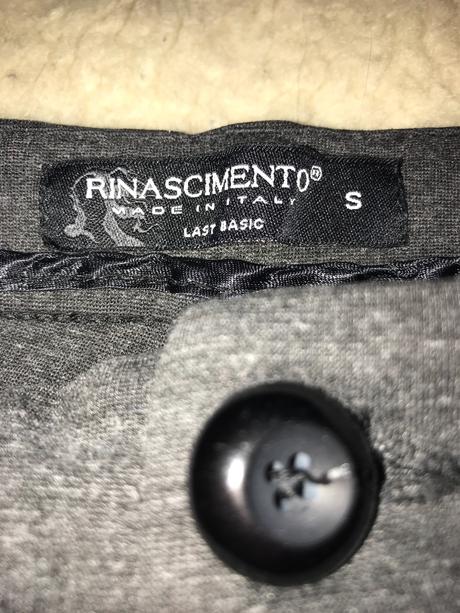 RINASCIMENTO®
MADE IN ITALY
LAST BASIC
S